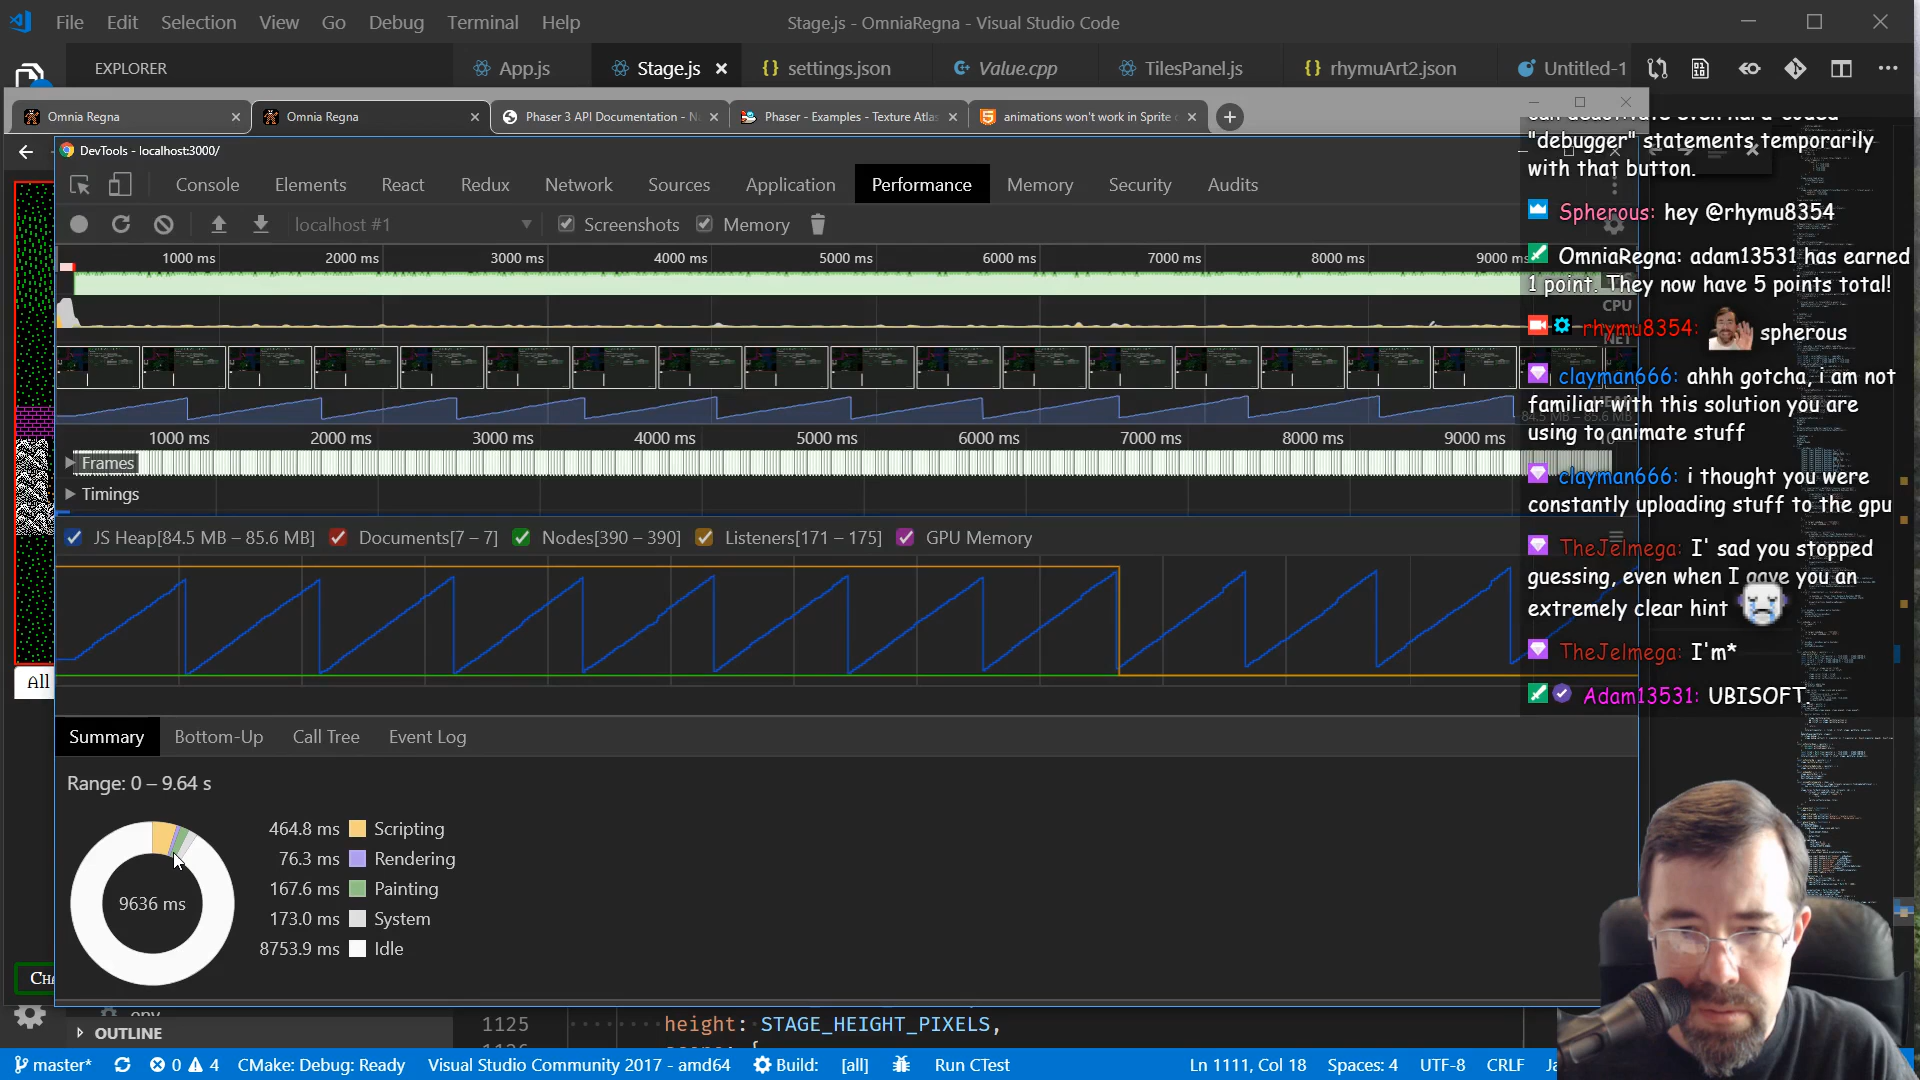 File Edit Selection View Go Debug Terminal Help
Stage.js - OmniaRegna - Visual Studio Code
EXPLORER
App.js
Stage.js
{} settings.json
Value.cpp
TilesPanel.js
{} rhymuArt2.json
Untitled-1
Omnia Regna
Omnia Regna
Phaser 3 API Documentation - N
Phaser - Examples - Texture Atlas
animations won't work in Sprite c
DevTools - localhost:3000/
"debugger" statements temporarily
with that button.
Console Elements React Redux Network Sources Application Performance Memory Security Audits
localhost #1
Screenshots
Memory
Spherous: hey @rhymu8354
OmniaRegna: adam13531 has earned
1 point. They now have 5 points total!
1000 ms 2000 ms 3000 ms 4000 ms 5000 ms 6000 ms 7000 ms 8000 ms 9000 ms
CPU
NET
rhymu8354: spherous
clayman666: ahhh gotcha, i am not
familiar with this solution you are
using to animate stuff
HEAP
84.5 MB – 85.6 MB
1000 ms 2000 ms 3000 ms 4000 ms 5000 ms 6000 ms 7000 ms 8000 ms 9000 ms
Frames
Timings
clayman666: i thought you were
constantly uploading stuff to the gpu
JS Heap[84.5 MB – 85.6 MB] Documents[7 – 7] Nodes[390 – 390] Listeners[171 – 175] GPU Memory
TheJelmega: I' sad you stopped
guessing, even when I gave you an
extremely clear hint
TheJelmega: I'm*
Adam13531: UBISOFT.
All
Summary Bottom-Up Call Tree Event Log
Range: 0 – 9.64 s
464.8 ms Scripting
76.3 ms Rendering
167.6 ms Painting
173.0 ms System
8753.9 ms Idle
9636 ms
OUTLINE
1125 height: STAGE_HEIGHT_PIXELS,
master* 0 4 CMake: Debug: Ready Visual Studio Community 2017 - amd64 Build: [all] Run CTest Ln 1111, Col 18 Spaces: 4 UTF-8 CRLF